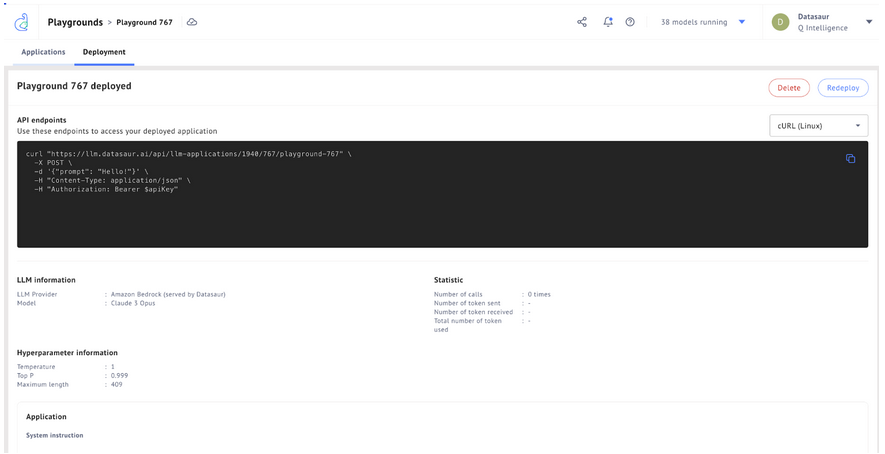 Playgrounds > Playground 767
38 models running
D
Datasaur
Q Intelligence
Applications
Deployment
Playground 767 deployed
Delete
Redeploy
API endpoints
Use these endpoints to access your deployed application
cURL (Linux)
curl "https://llm.datasaur.ai/api/llm-applications/1940/767/playground-767" \
-X POST \
-d '{"prompt": "Hello!"}' \
-H "Content-Type: application/json" \
-H "Authorization: Bearer $apiKey"
LLM information
LLM Provider : Amazon Bedrock (served by Datasaur)
Model : Claude 3 Opus
Statistic
Number of calls : 0 times
Number of token sent : -
Number of token received : -
Total number of token : -
used
Hyperparameter information
Temperature : 1
Top P : 0.999
Maximum length : 409
Application
System instruction